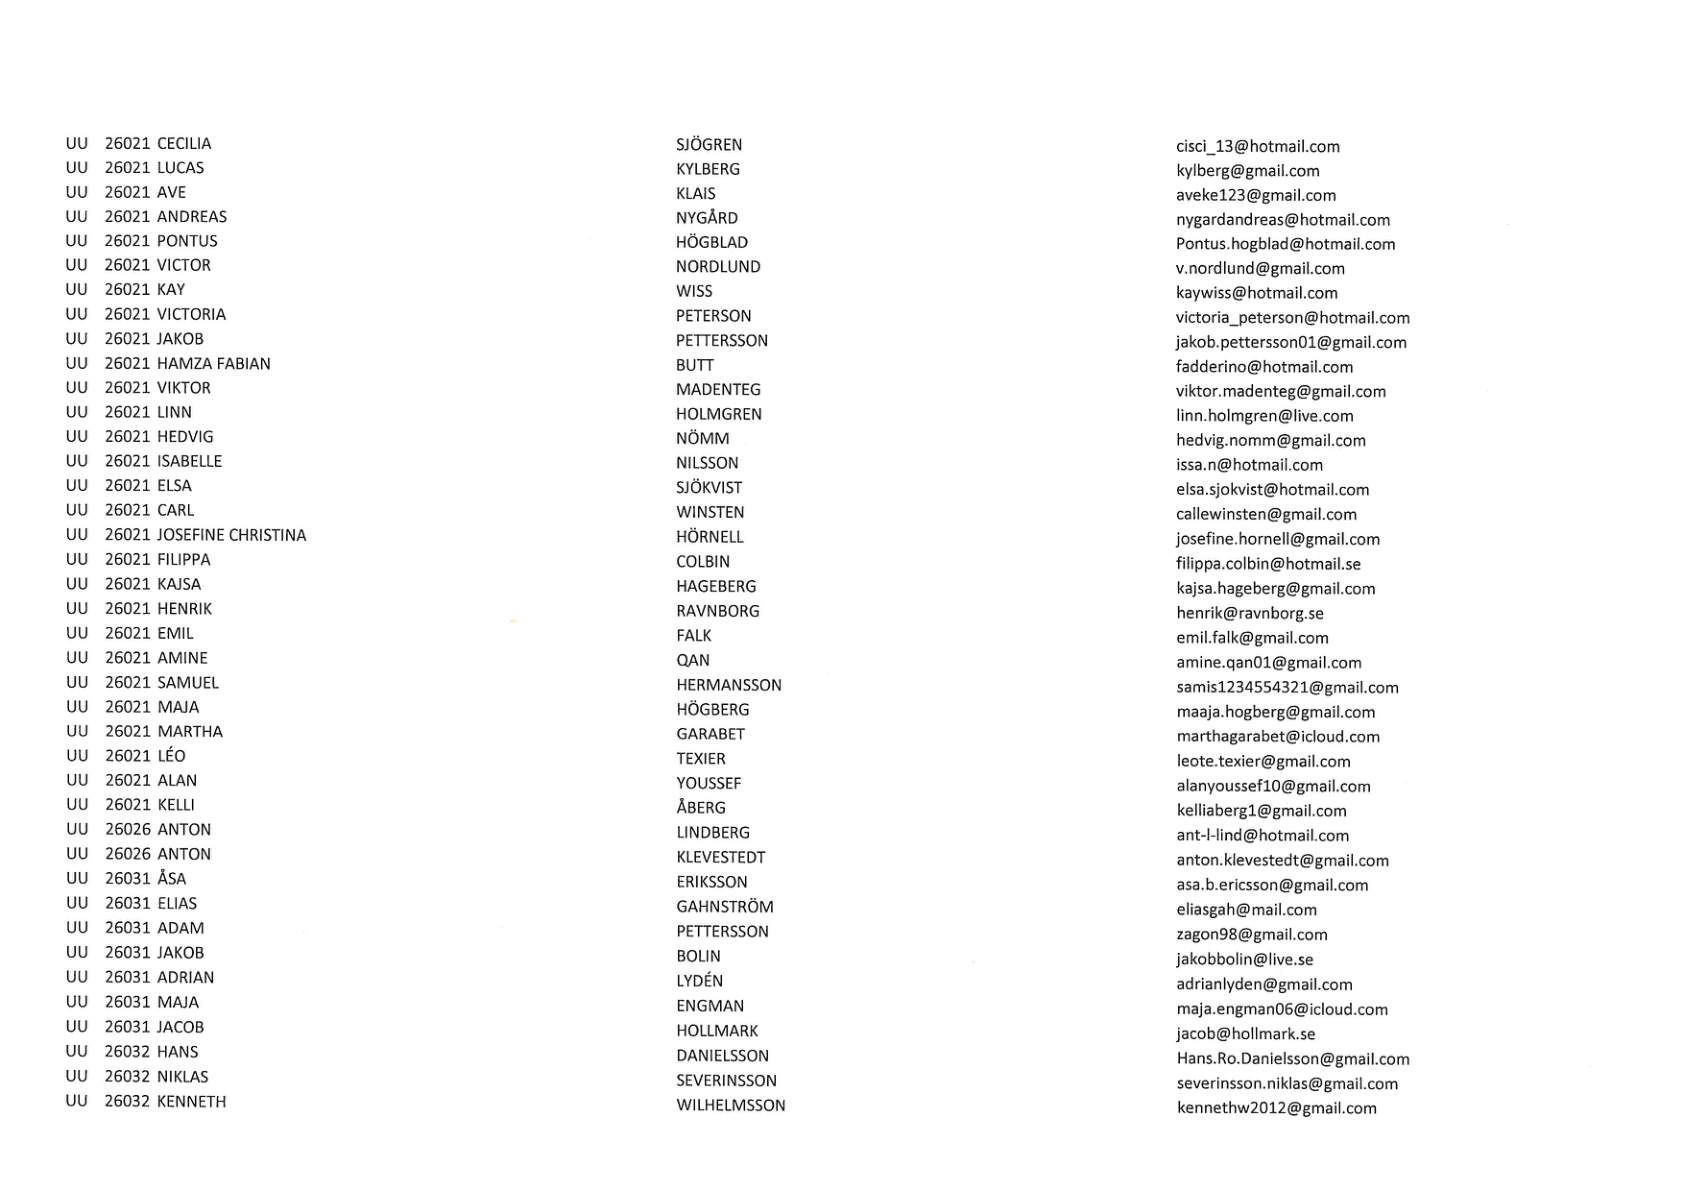 UU 26021 CECILIA SJÖGREN cisci_13@hotmail.com
UU 26021 LUCAS KYLBERG kylberg@gmail.com
UU 26021 AVE KLAIS aveke123@gmail.com
UU 26021 ANDREAS NYGÅRD nygardandreas@hotmail.com
UU 26021 PONTUS HÖGBLAD Pontus.hogblad@hotmail.com
UU 26021 VICTOR NORDLUND v.nordlund@gmail.com
UU 26021 KAY WISS kaywiss@hotmail.com
UU 26021 VICTORIA PETERSON victoria_peterson@hotmail.com
UU 26021 JAKOB PETTERSSON jakob.pettersson01@gmail.com
UU 26021 HAMZA FABIAN BUTT fadderino@hotmail.com
UU 26021 VIKTOR MADENTEG viktor.madenteg@gmail.com
UU 26021 LINN HOLMGREN linn.holmgren@live.com
UU 26021 HEDVIG NÖMM hedvig.nomm@gmail.com
UU 26021 ISABELLE NILSSON issa.n@hotmail.com
UU 26021 ELSA SJÖKVIST elsa.sjokvist@hotmail.com
UU 26021 CARL WINSTEN callewinsten@gmail.com
UU 26021 JOSEFINE CHRISTINA HÖRNELL josefine.hornell@gmail.com
UU 26021 FILIPPA COLBIN filippa.colbin@hotmail.se
UU 26021 KAJSA HAGEBERG kajsa.hageberg@gmail.com
UU 26021 HENRIK RAVNBORG henrik@ravnborg.se
UU 26021 EMIL FALK emil.falk@gmail.com
UU 26021 AMINE QAN amine.qan01@gmail.com
UU 26021 SAMUEL HERMANSSON samis1234554321@gmail.com
UU 26021 MAJA HÖGBERG maaja.hogberg@gmail.com
UU 26021 MARTHA GARABET marthagarabet@icloud.com
UU 26021 LÉO TEXIER leote.texier@gmail.com
UU 26021 ALAN YOUSSEF alanyoussef10@gmail.com
UU 26021 KELLI ÅBERG kelliaberg1@gmail.com
UU 26026 ANTON LINDBERG ant-l-lind@hotmail.com
UU 26026 ANTON KLEVESTEDT anton.klevestedt@gmail.com
UU 26031 ÅSA ERIKSSON asa.b.ericsson@gmail.com
UU 26031 ELIAS GAHNSTRÖM eliasgah@mail.com
UU 26031 ADAM PETTERSSON zagon98@gmail.com
UU 26031 JAKOB BOLIN jakobbolin@live.se
UU 26031 ADRIAN LYDÉN adrianlyden@gmail.com
UU 26031 MAJA ENGMAN maja.engman06@icloud.com
UU 26031 JACOB HOLLMARK jacob@hollmark.se
UU 26032 HANS DANIELSSON Hans.Ro.Danielsson@gmail.com
UU 26032 NIKLAS SEVERINSSON severinsson.niklas@gmail.com
UU 26032 KENNETH WILHELMSSON kennethw2012@gmail.com